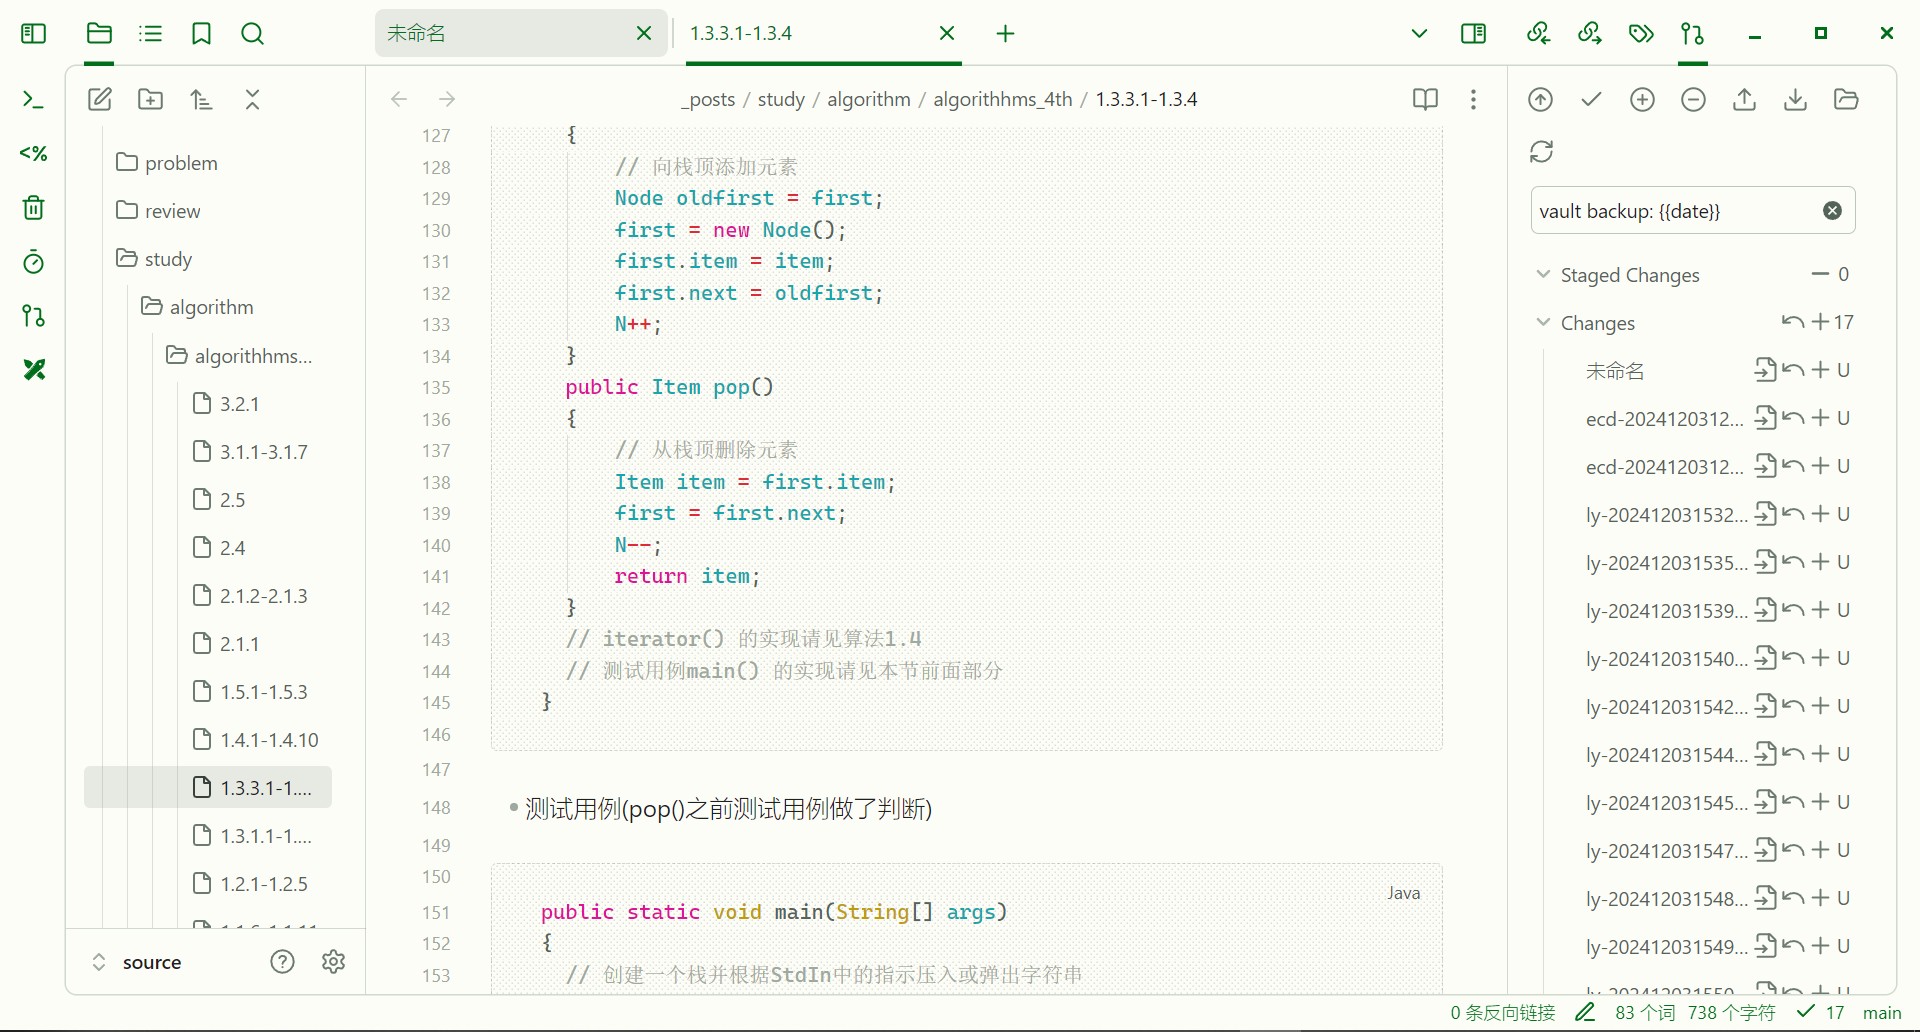 未命名
1.3.3.1-1.3.4
problem
review
study
algorithm
algorithhms...
3.2.1
3.1.1-3.1.7
2.5
2.4
2.1.2-2.1.3
2.1.1
1.5.1-1.5.3
1.4.1-1.4.10
1.3.3.1-1....
1.3.1.1-1....
1.2.1-1.2.5
source
_posts / study / algorithm / algorithhms_4th / 1.3.3.1-1.3.4
127 {
128 // 向栈顶添加元素
129 Node oldfirst = first;
130 first = new Node();
131 first.item = item;
132 first.next = oldfirst;
133 N++;
134 }
135 public Item pop()
136 {
137 // 从栈顶删除元素
138 Item item = first.item;
139 first = first.next;
140 N--;
141 return item;
142 }
143 // iterator() 的实现请见算法1.4
144 // 测试用例main() 的实现请见本节前面部分
145 }
146
147
148 测试用例(pop()之前测试用例做了判断)
149
150
Java
151 public static void main(String[] args)
152 {
153 // 创建一个栈并根据StdIn中的指示压入或弹出字符串
vault backup: {{date}}
Staged Changes 0
Changes 17
未命名 U
ecd-2024120312... U
ecd-2024120312... U
ly-202412031532... U
ly-202412031535... U
ly-202412031539... U
ly-202412031540... U
ly-202412031542... U
ly-202412031544... U
ly-202412031545... U
ly-202412031547... U
ly-202412031548... U
ly-202412031549... U
0 条反向链接 83 个词 738 个字符 17 main